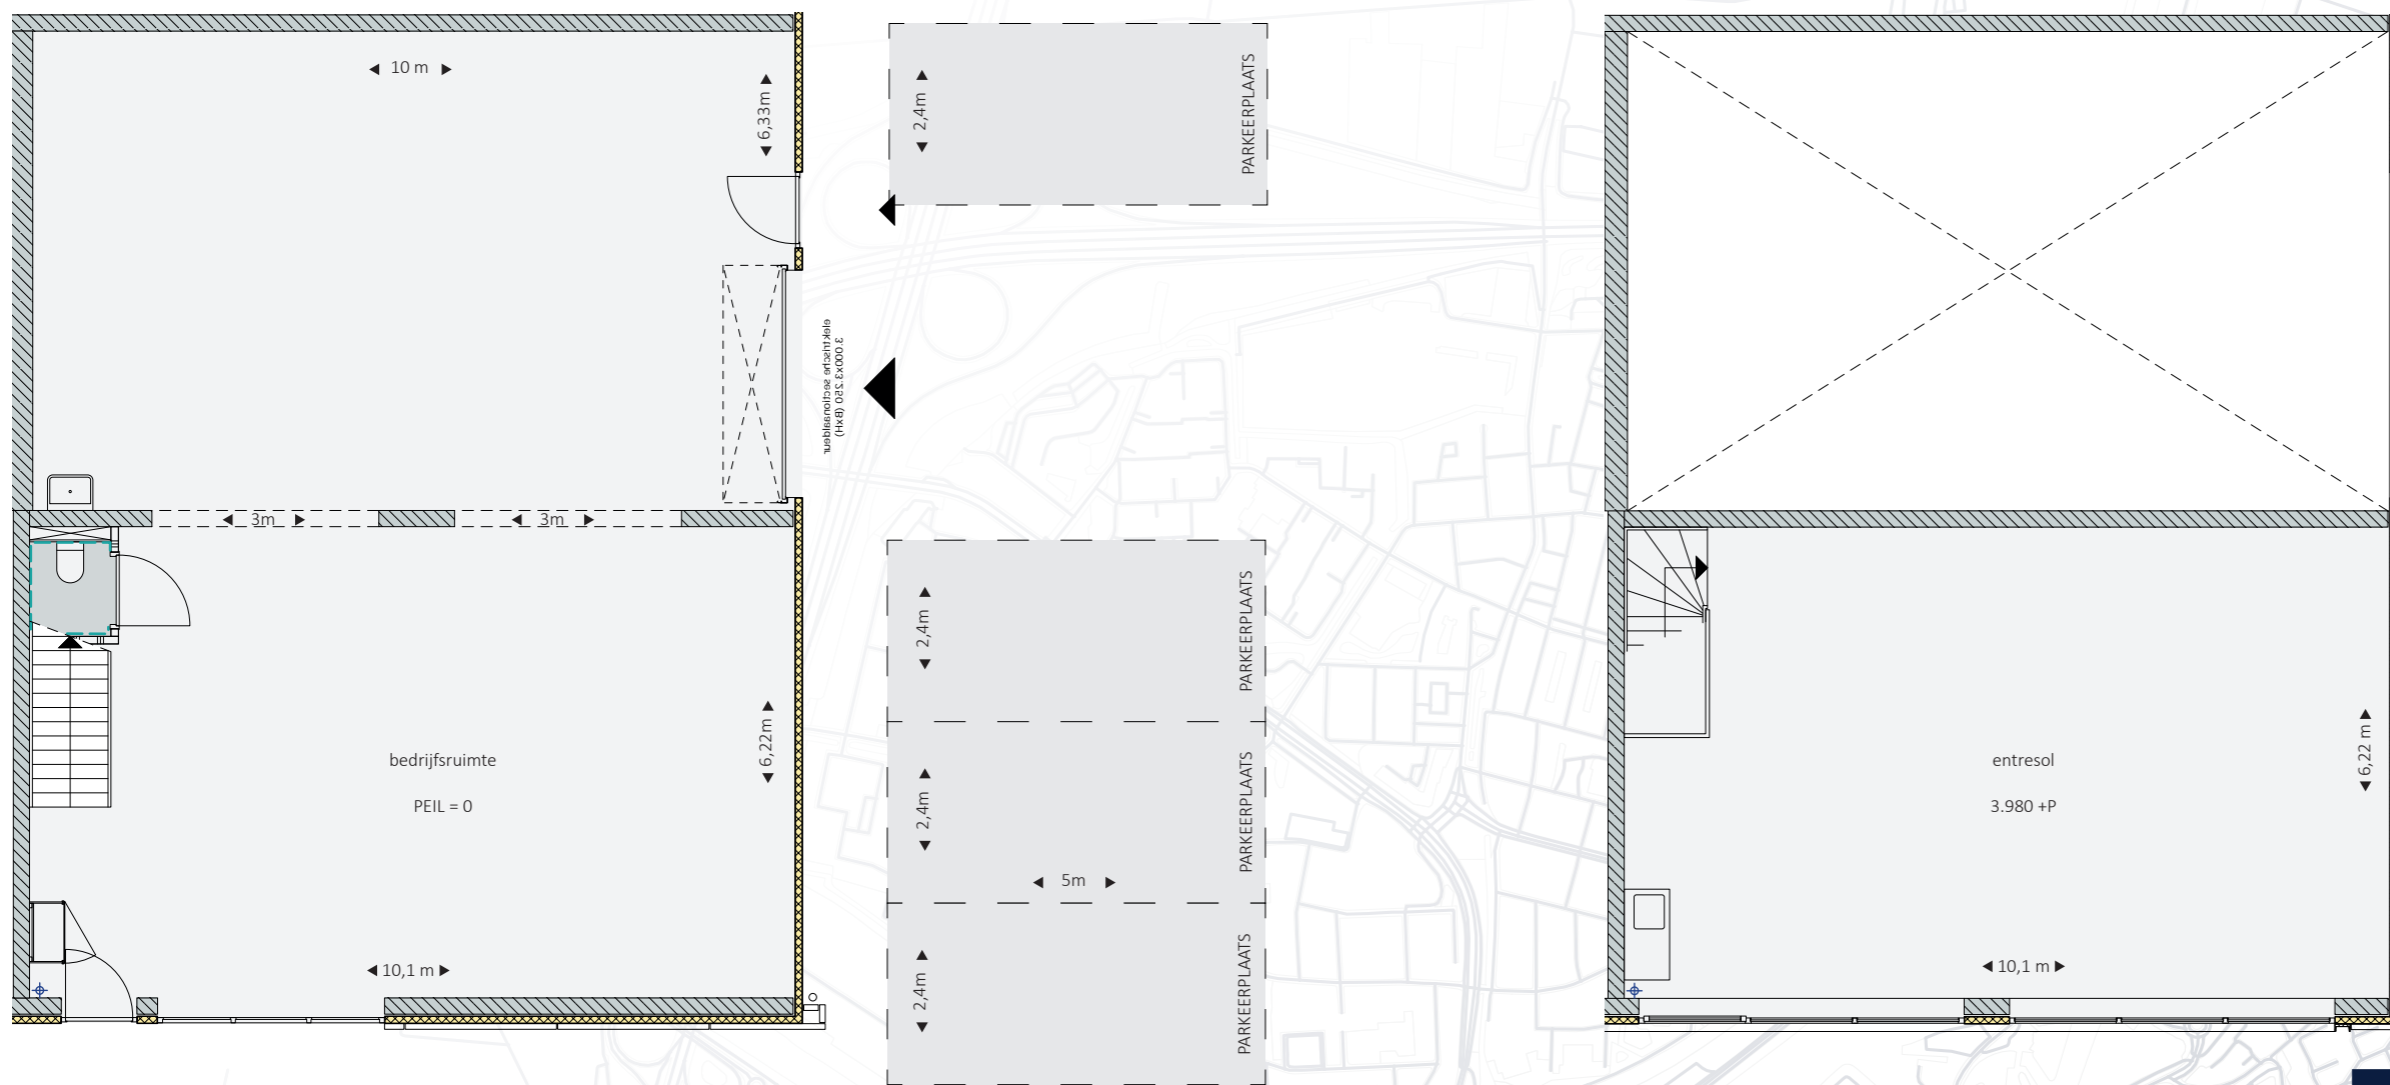 10 m
6,33m
2,4m
PARKEERPLAATS
elektrische sectionaaldeur
3.000x3.250 (BxH)
3m
3m
2,4m
PARKEERPLAATS
6,22m
bedrijfsruimte
PEIL = 0
2,4m
PARKEERPLAATS
5m
10,1 m
2,4m
PARKEERPLAATS
entresol
3.980 +P
6,22 m
10,1 m